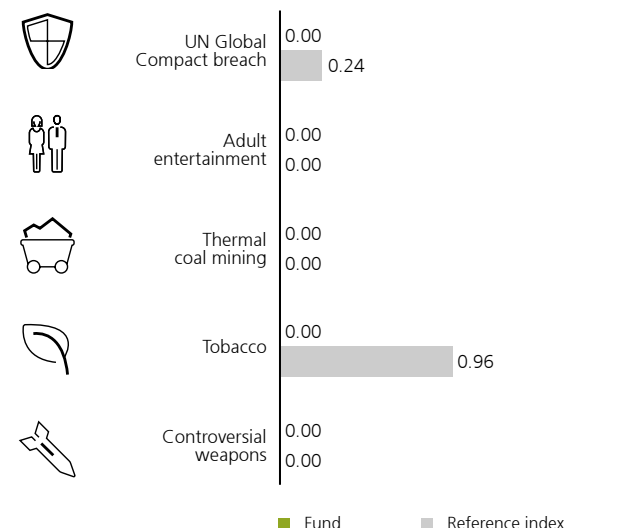 UN Global
Compact breach
0.00
0.24
Adult
entertainment
0.00
0.00
Thermal
coal mining
0.00
0.00
Tobacco
0.00
0.96
Controversial
weapons
0.00
0.00
Fund
Reference index